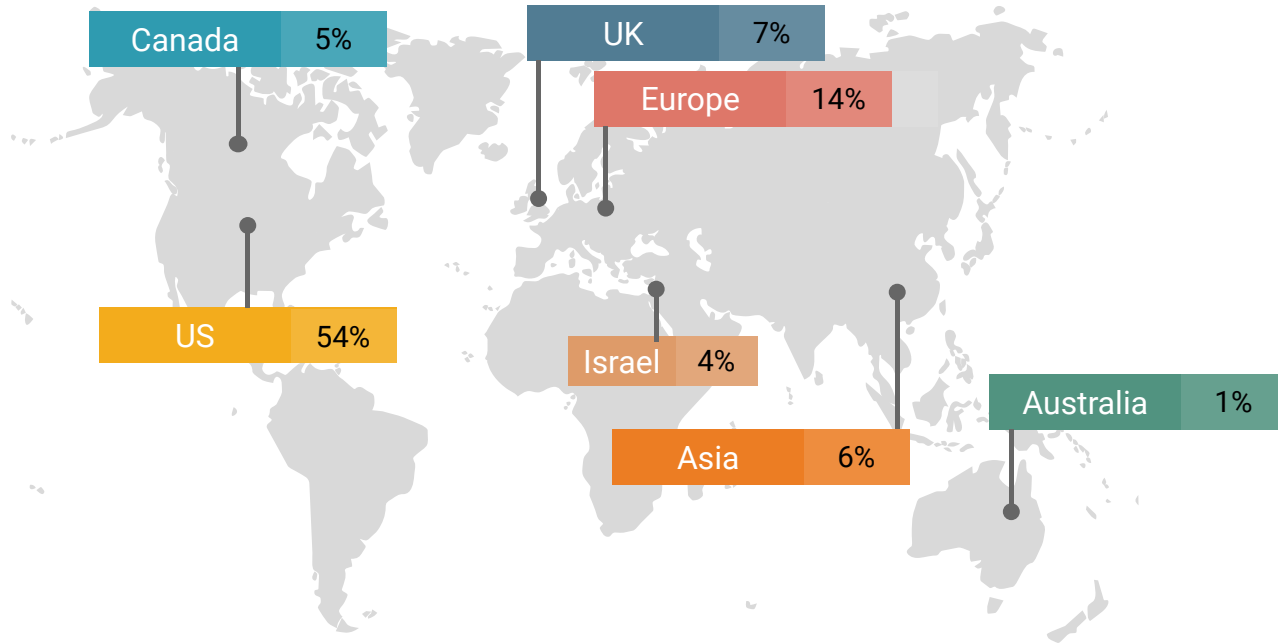 Canada 5%
UK 7%
Europe 14%
US 54%
Israel 4%
Australia 1%
Asia 6%